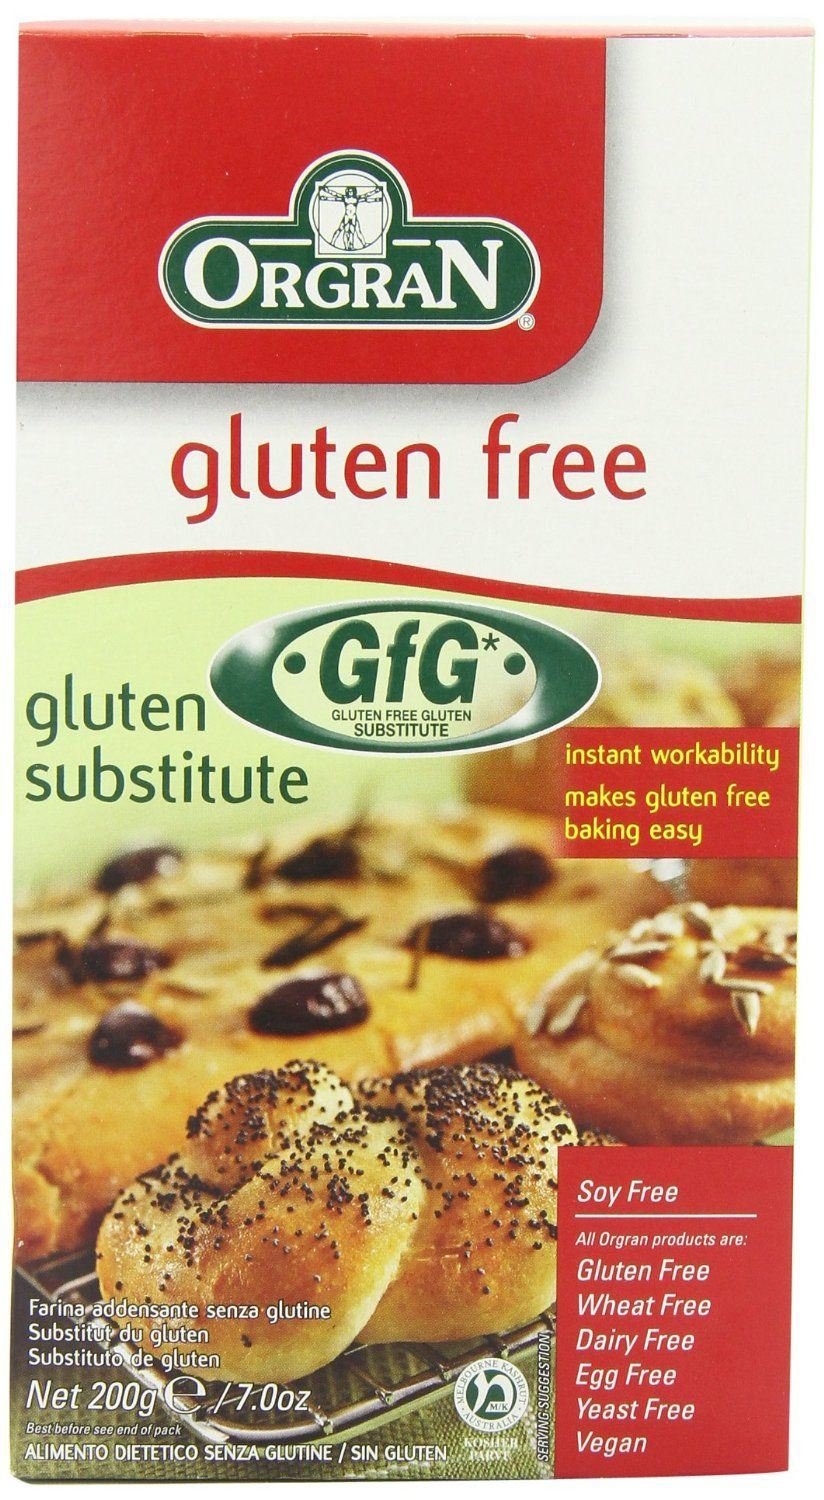 ORGRAN®
gluten free
GfG*
GLUTEN FREE GLUTEN
SUBSTITUTE
gluten
substitute
instant workability
makes gluten free
baking easy
Soy Free
All Orgran products are:
Gluten Free
Wheat Free
Dairy Free
Egg Free
Yeast Free
Vegan
Farina addensante senza glutine
Substitut du gluten
Substituto de gluten
Net 200g e /7.0oz
Best before see end of pack
ALIMENTO DIETETICO SENZA GLUTINE / SIN GLUTEN
MELBOURNE KASHRUT
AUSTRALIA
M/K
KOSHER
PARVE
SERVING SUGGESTION